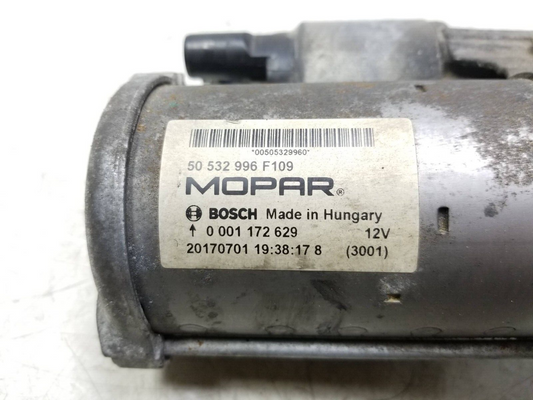 *00505329960*
50 532 996 F109
MOPAR®
BOSCH Made in Hungary
↑ 0 001 172 629 12V
20170701 19:38:17 8 (3001)